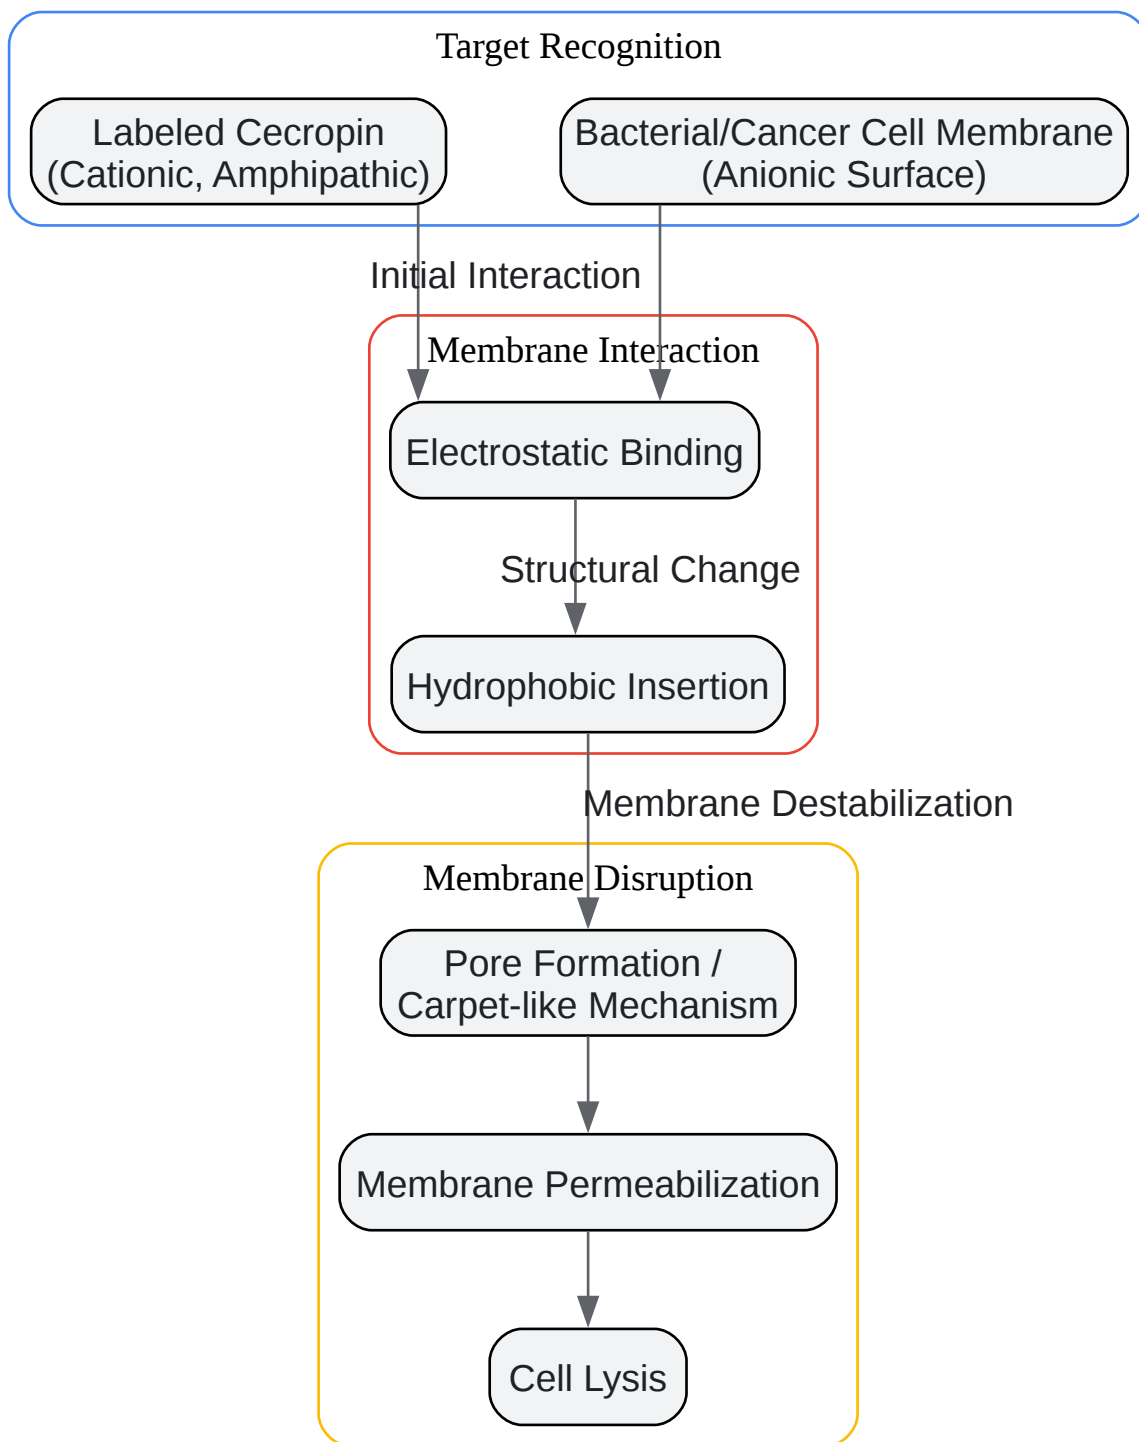 Target Recognition
Labeled Cecropin
(Cationic, Amphipathic)
Bacterial/Cancer Cell Membrane
(Anionic Surface)
Initial Interaction
Membrane Interaction
Electrostatic Binding
Structural Change
Hydrophobic Insertion
Membrane Destabilization
Membrane Disruption
Pore Formation /
Carpet-like Mechanism
Membrane Permeabilization
Cell Lysis